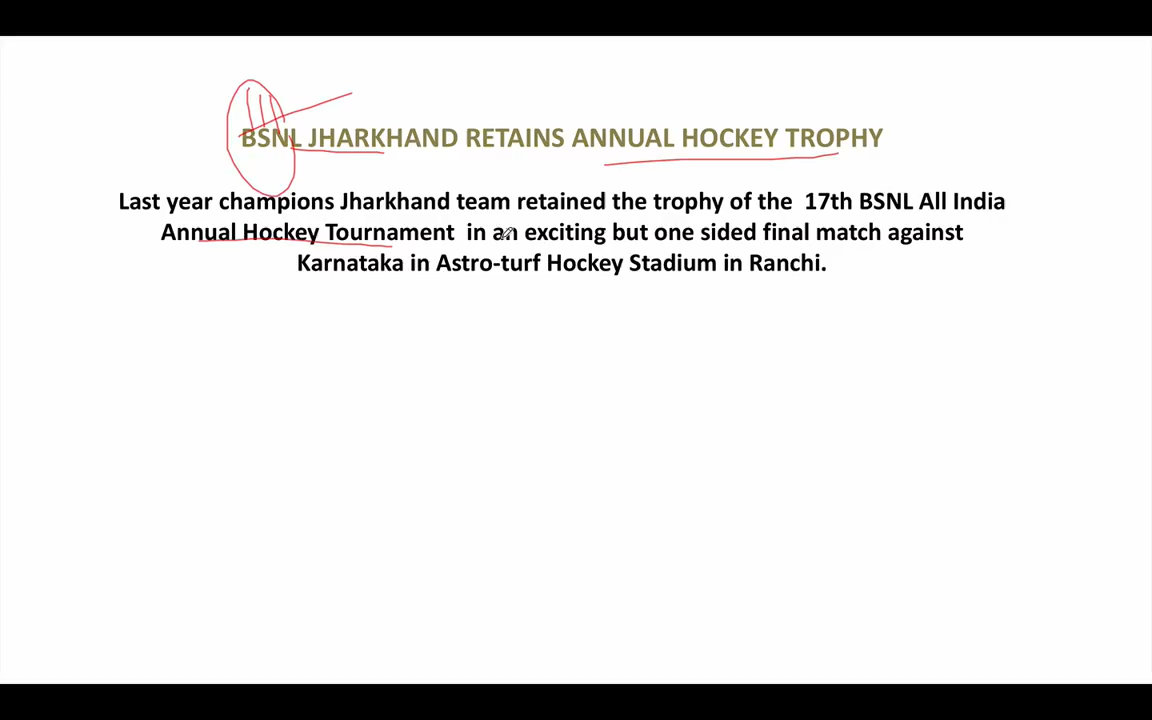 BSNL JHARKHAND RETAINS ANNUAL HOCKEY TROPHY
Last year champions Jharkhand team retained the trophy of the 17th BSNL All India
Annual Hockey Tournament in an exciting but one sided final match against
Karnataka in Astro-turf Hockey Stadium in Ranchi.